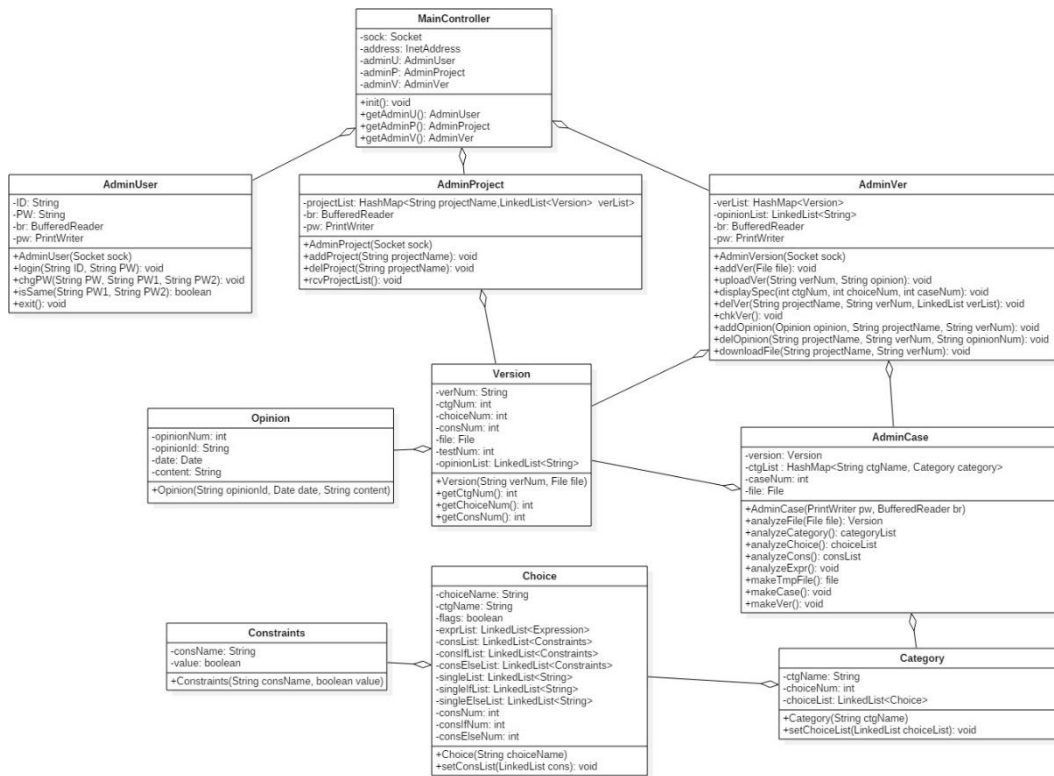 MainController
-sock: Socket
-address: InetAddress
-adminU: AdminUser
-adminP: AdminProject
-adminV: AdminVer
+init(): void
+getAdminU(): AdminUser
+getAdminP(): AdminProject
+getAdminV(): AdminVer
AdminUser
-ID: String
-PW: String
-br: BufferedReader
-pw: PrintWriter
+AdminUser(Socket sock)
+login(String ID, String PW): void
+chgPW(String PW, String PW1, String PW2): void
+isSame(String PW1, String PW2): boolean
+exit(): void
AdminProject
-projectList: HashMap<String projectName,LinkedList<Version> verList>
-br: BufferedReader
-pw: PrintWriter
+AdminProject(Socket sock)
+addProject(String projectName): void
+delProject(String projectName): void
+rcvProjectList(): void
AdminVer
-verList: HashMap<Version>
-opinionList: LinkedList<String>
-br: BufferedReader
-pw: PrintWriter
+AdminVersion(Socket sock)
+addVer(File file): void
+uploadVer(String verNum, String opinion): void
+displaySpec(int ctgNum, int choiceNum, int caseNum): void
+delVer(String projectName, String verNum, LinkedList verList): void
+chkVer(): void
+addOpinion(Opinion opinion, String projectName, String verNum): void
+delOpinion(String projectName, String verNum, String opinionNum): void
+downloadFile(String projectName, String verNum): void
Version
-verNum: String
-ctgNum: int
-choiceNum: int
-consNum: int
-file: File
-testNum: int
-opinionList: LinkedList<String>
+Version(String verNum, File file)
+getCtgNum(): int
+getChoiceNum(): int
+getConsNum(): int
Opinion
-opinionNum: int
-opinionId: String
-date: Date
-content: String
+Opinion(String opinionId, Date date, String content)
AdminCase
-version: Version
-ctgList : HashMap<String ctgName, Category category>
-caseNum: int
-file: File
+AdminCase(PrintWriter pw, BufferedReader br)
+analyzeFile(File file): Version
+analyzeCategory(): categoryList
+analyzeChoice(): choiceList
+analyzeCons(): consList
+analyzeExpr(): void
+makeTmpFile(): file
+makeCase(): void
+makeVer(): void
Choice
-choiceName: String
-ctgName: String
-flags: boolean
-exprList: LinkedList<Expression>
-consList: LinkedList<Constraints>
-consIfList: LinkedList<Constraints>
-consElseList: LinkedList<Constraints>
-singleList: LinkedList<String>
-singleIfList: LinkedList<String>
-singleElseList: LinkedList<String>
-consNum: int
-consIfNum: int
-consElseNum: int
+Choice(String choiceName)
+setConsList(LinkedList cons): void
Constraints
-consName: String
-value: boolean
+Constraints(String consName, boolean value)
Category
-ctgName: String
-choiceNum: int
-choiceList: LinkedList<Choice>
+Category(String ctgName)
+setChoiceList(LinkedList choiceList): void